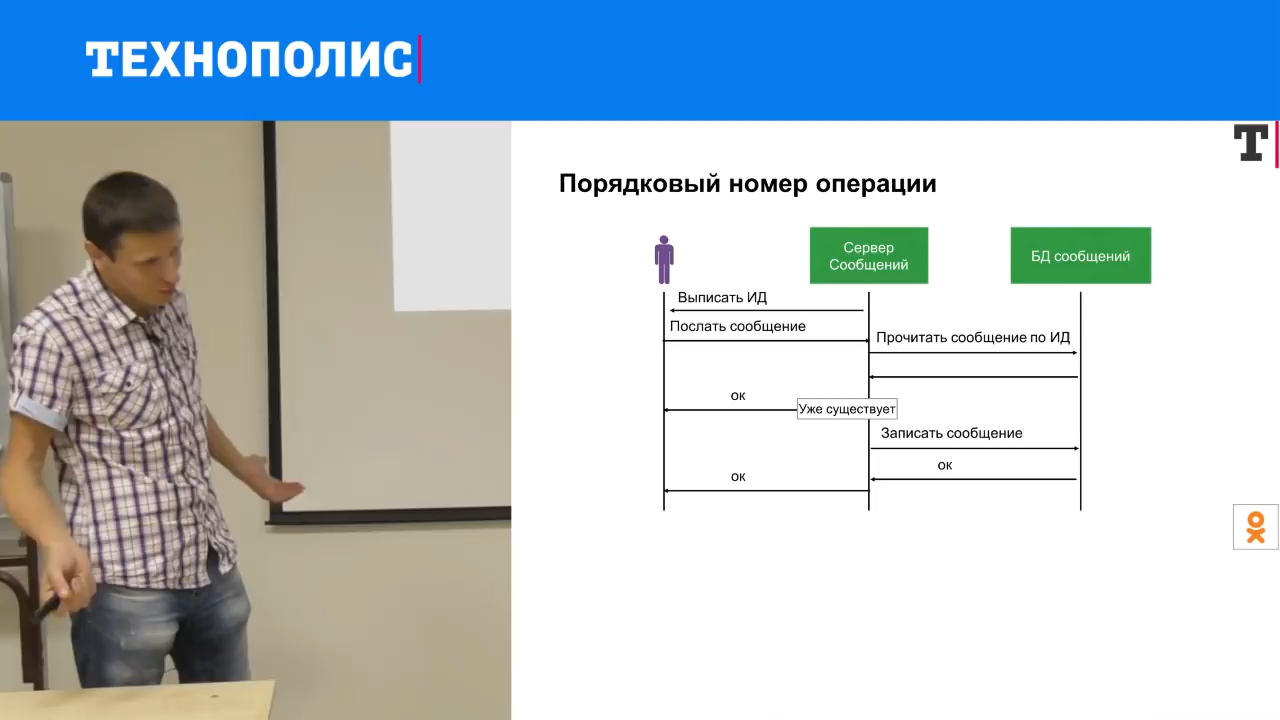 ТЕХНОПОЛИС
Т
Порядковый номер операции
Сервер
Сообщений
БД сообщений
Выписать ИД
Послать сообщение
Прочитать сообщение по ИД
ок
Уже существует
Записать сообщение
ок
ок